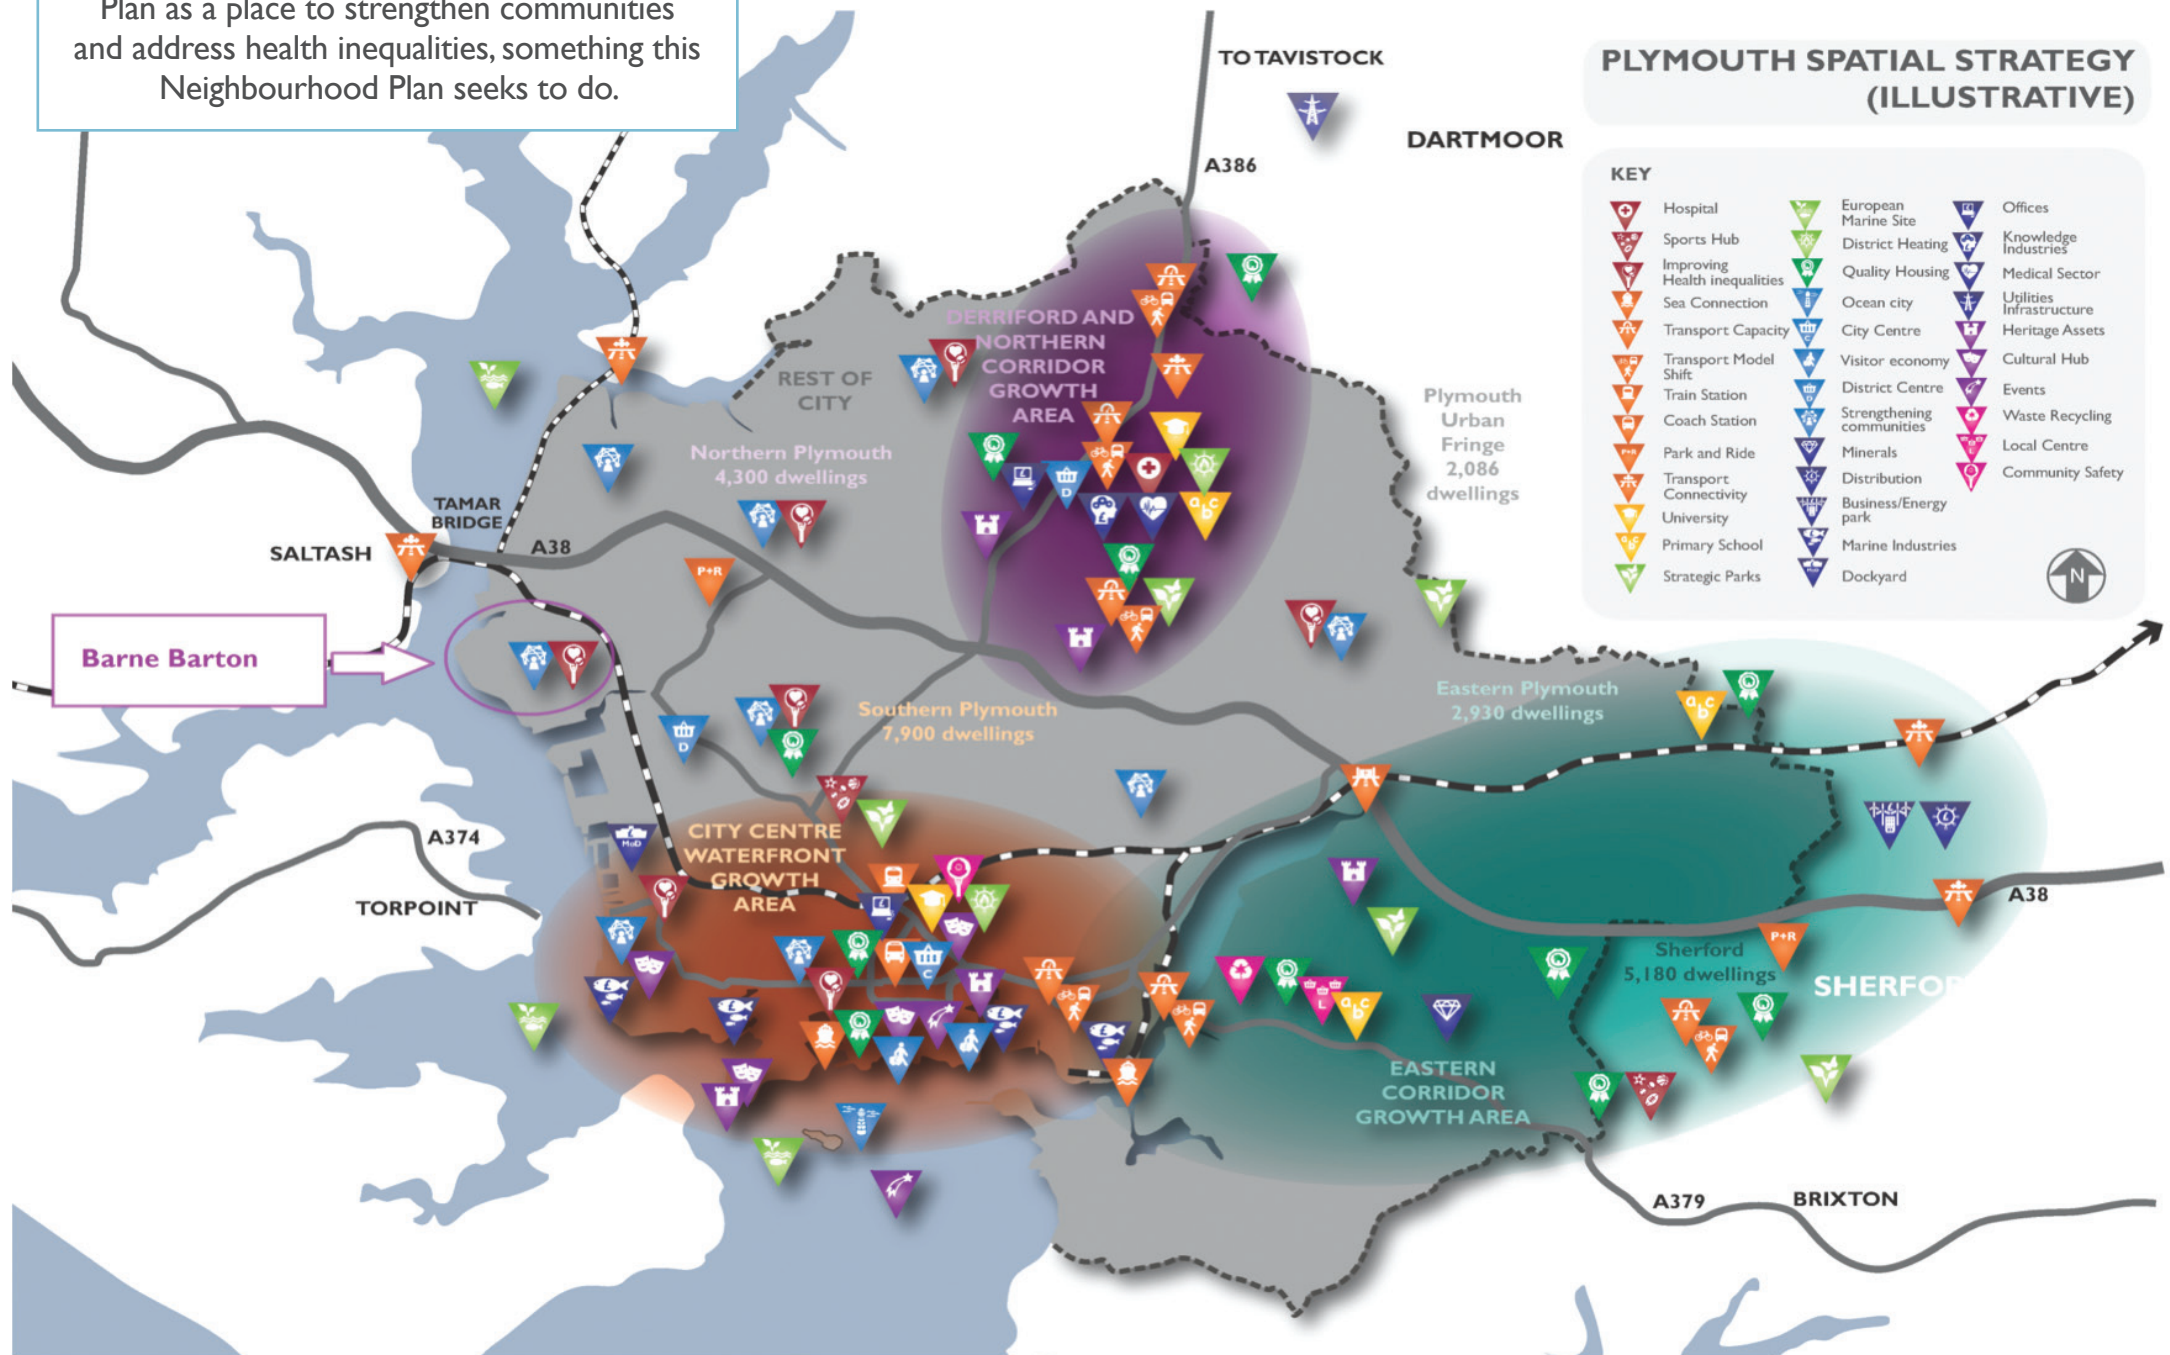 Plan as a place to strengthen communities
and address health inequalities, something this
Neighbourhood Plan seeks to do.
PLYMOUTH SPATIAL STRATEGY
(ILLUSTRATIVE)
KEY
Hospital
Sports Hub
Improving
Health inequalities
Sea Connection
Transport Capacity
Transport Model
Shift
Train Station
Coach Station
P+R
Park and Ride
Transport
Connectivity
University
abc
Primary School
Strategic Parks
European
Marine Site
District Heating
Quality Housing
Ocean city
C
City Centre
Visitor economy
D
District Centre
Strengthening
communities
Minerals
Distribution
Business/Energy
park
Marine Industries
MoD
Dockyard
Offices
Knowledge
Industries
Medical Sector
Utilities
Infrastructure
Heritage Assets
Cultural Hub
Events
Waste Recycling
L
Local Centre
Community Safety
N
TO TAVISTOCK
DARTMOOR
A386
DERRIFORD AND
NORTHERN
CORRIDOR
GROWTH
AREA
REST OF
CITY
Plymouth
Urban
Fringe
2,086
dwellings
Northern Plymouth
4,300 dwellings
D
abc
TAMAR
BRIDGE
SALTASH
A38
P+R
Barne Barton
Southern Plymouth
7,900 dwellings
D
Eastern Plymouth
2,930 dwellings
abc
A374
TORPOINT
MoD
CITY CENTRE
WATERFRONT
GROWTH
AREA
C
A38
P+R
Sherford
5,180 dwellings
SHERFOR
L
abc
EASTERN
CORRIDOR
GROWTH AREA
A379
BRIXTON